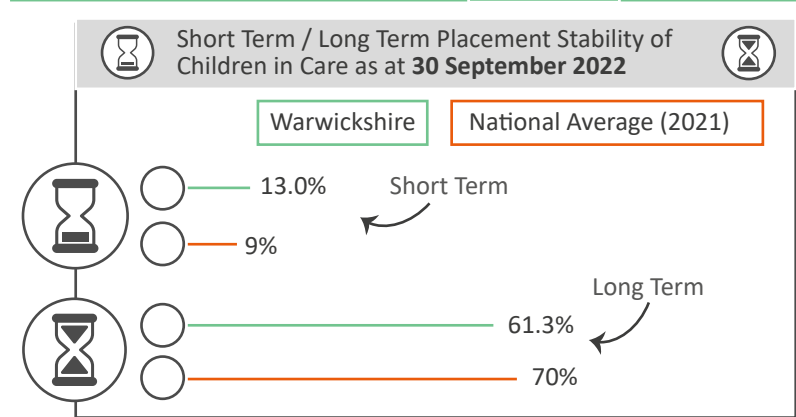 Short Term / Long Term Placement Stability of
Children in Care as at 30 September 2022
Warwickshire
National Average (2021)
13.0%
Short Term
9%
Long Term
61.3%
70%